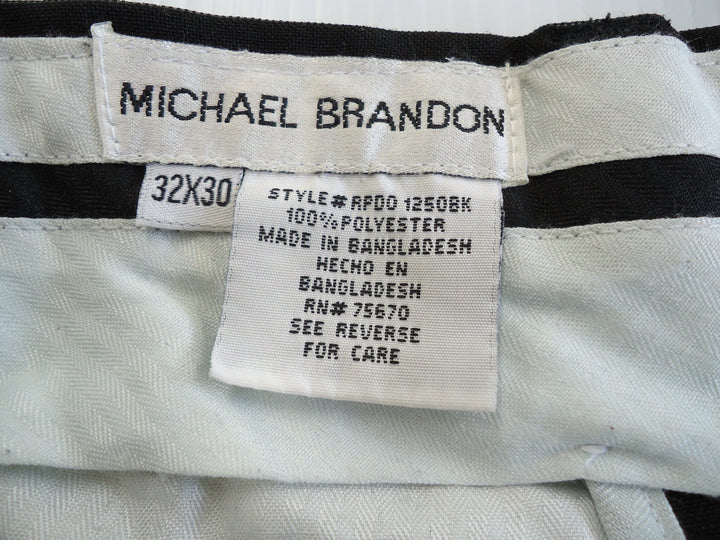 MICHAEL BRANDON
32X30
STYLE# RPDO 1250BK
100% POLYESTER
MADE IN BANGLADESH
HECHO EN
BANGLADESH
RN# 75670
SEE REVERSE
FOR CARE